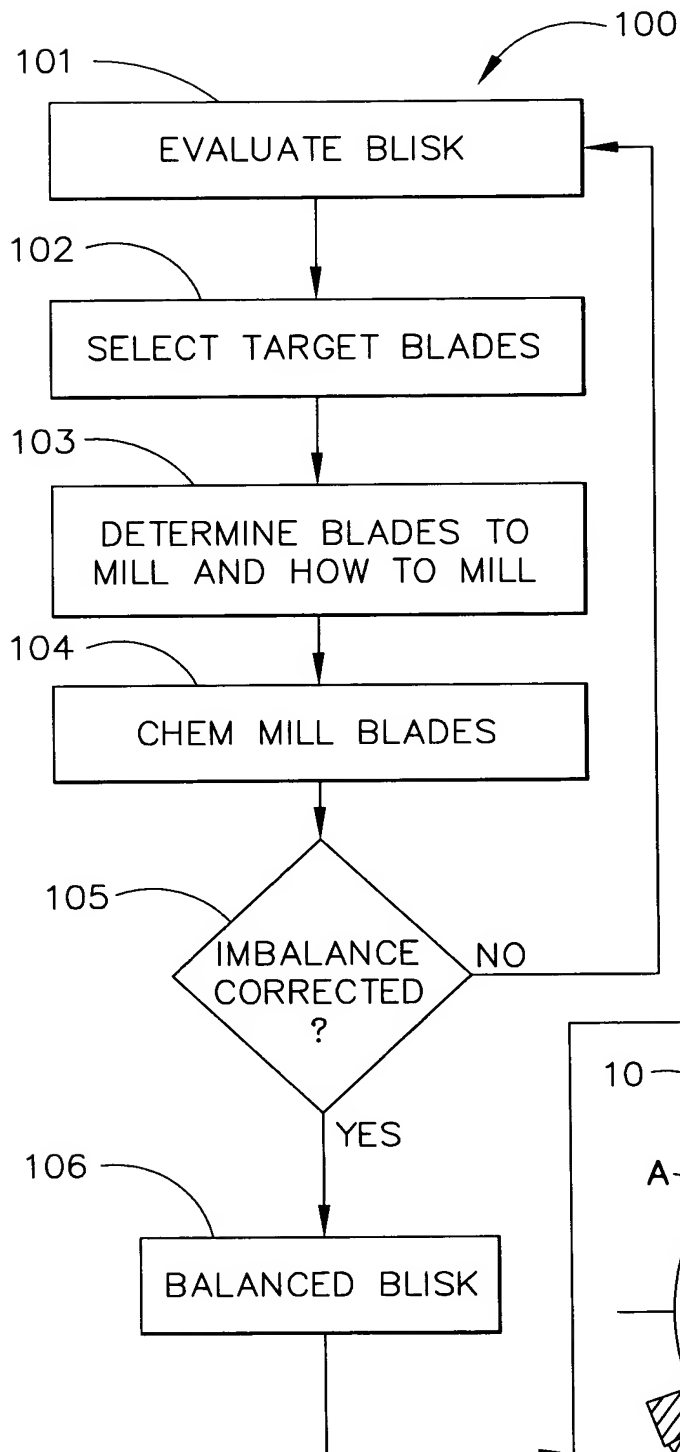 100
101
EVALUATE BLISK
102
SELECT TARGET BLADES
103
DETERMINE BLADES TO
MILL AND HOW TO MILL
104
CHEM MILL BLADES
105
IMBALANCE
CORRECTED
?
NO
YES
10
A
106
BALANCED BLISK